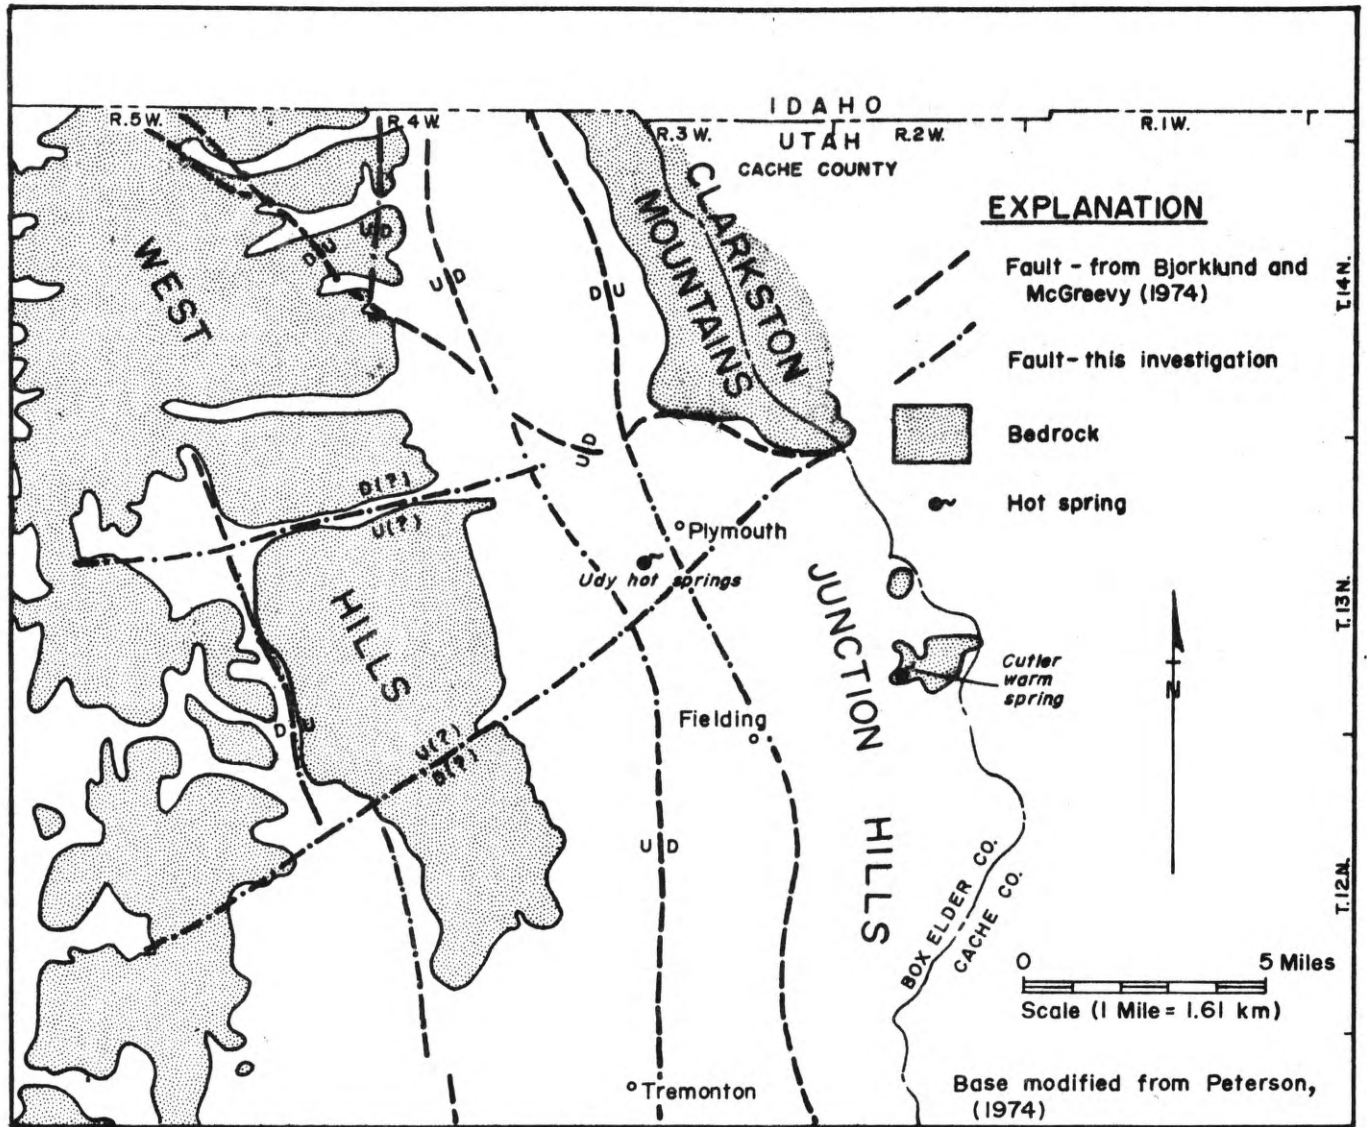 IDAHO
R.5W.
R.4W.
R.3W.
UTAH
R.2W.
R.1W.
CACHE COUNTY
CLARKSTON
MOUNTAINS
EXPLANATION
Fault - from Bjorklund and
McGreevy (1974)
Fault - this investigation
Bedrock
Hot spring
T.14N.
T.13N.
T.12N.
WEST
HILLS
U D
D U
U D
D U
U D
D(?)
U(?)
Plymouth
Udy hot springs
JUNCTION
HILLS
Cutler
warm
spring
N
Fielding
D U
U(?)
D(?)
U D
BOX ELDER CO.
CACHE CO.
0
5 Miles
Scale (1 Mile = 1.61 km)
Tremonton
Base modified from Peterson,
(1974)